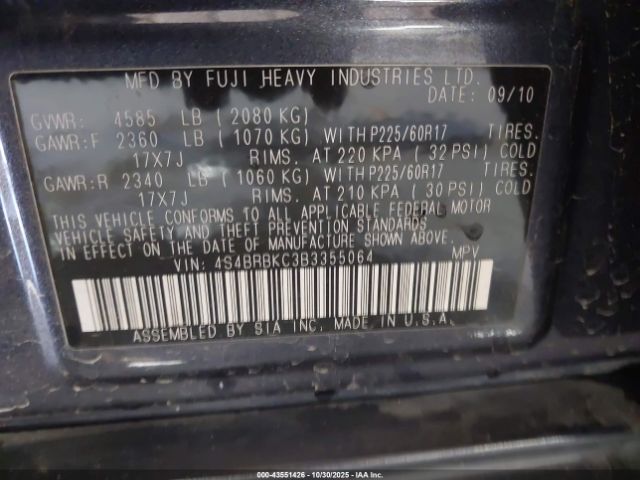 MFD BY FUJI HEAVY INDUSTRIES LTD.
DATE: 09/10
GVWR: 4585 LB (2080 KG)
GAWR:F 2360 LB (1070 KG) WITH P225/60R17 TIRES.
17X7J RIMS. AT 220 KPA (32 PSI) COLD
GAWR:R 2340 LB (1060 KG) WITH P225/60R17 TIRES.
17X7J RIMS. AT 210 KPA (30 PSI) COLD
THIS VEHICLE CONFORMS TO ALL APPLICABLE FEDERAL MOTOR
VEHICLE SAFETY AND THEFT PREVENTION STANDARDS
IN EFFECT ON THE DATE OF MANUFACTURE SHOWN ABOVE.
VIN: 4S4BRBKC3B3355064 MPV
ASSEMBLED BY SIA INC. MADE IN U.S.A.
000-43551426 - 10/30/2025 - IAA Inc.